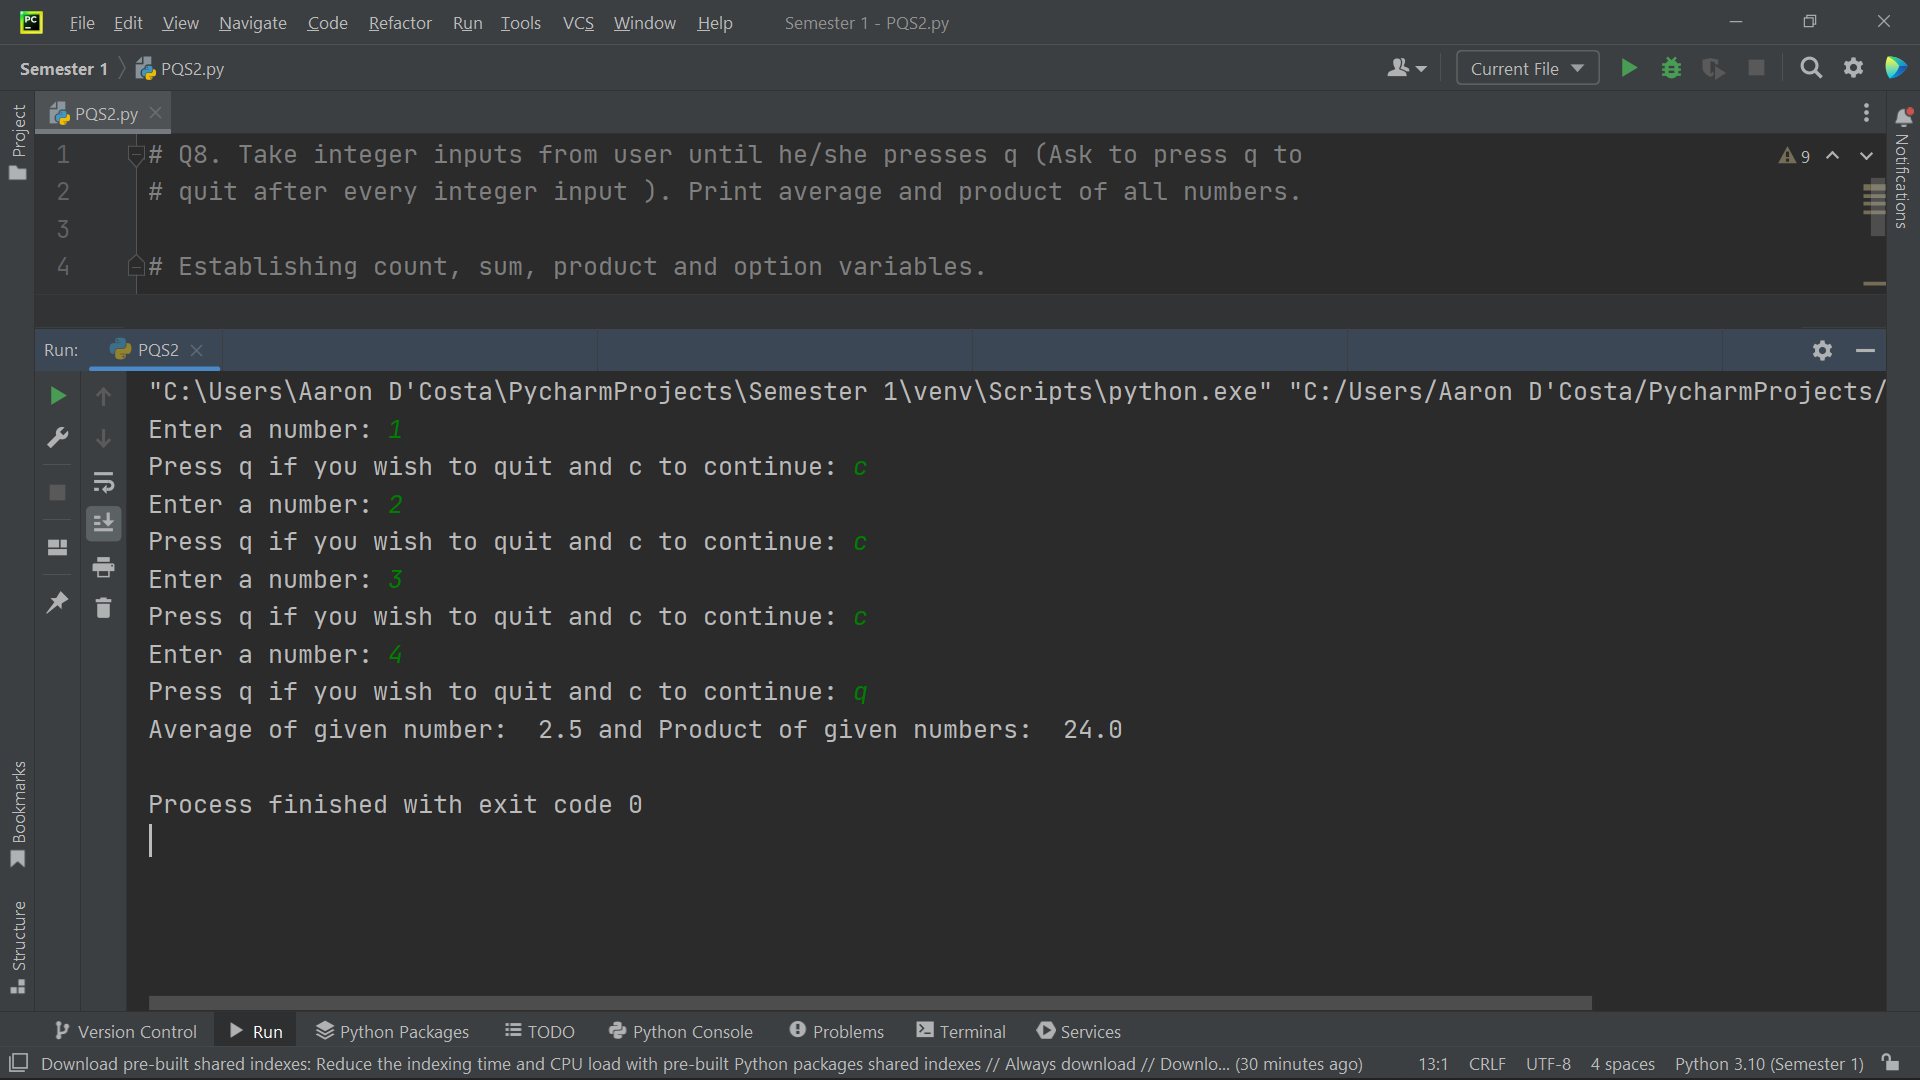 PC File Edit View Navigate Code Refactor Run Tools VCS Window Help Semester 1 - PQS2.py
Semester 1 PQS2.py Current File
Project
PQS2.py
Notifications
1 # Q8. Take integer inputs from user until he/she presses q (Ask to press q to
9
2 # quit after every integer input ). Print average and product of all numbers.
3
4 # Establishing count, sum, product and option variables.
Run: PQS2
"C:\Users\Aaron D'Costa\PycharmProjects\Semester 1\venv\Scripts\python.exe" "C:/Users/Aaron D'Costa/PycharmProjects/
Enter a number: 1
Press q if you wish to quit and c to continue: c
Enter a number: 2
Press q if you wish to quit and c to continue: c
Enter a number: 3
Press q if you wish to quit and c to continue: c
Enter a number: 4
Press q if you wish to quit and c to continue: q
Average of given number:  2.5 and Product of given numbers:  24.0
Process finished with exit code 0
Bookmarks
Structure
Version Control Run Python Packages TODO Python Console Problems Terminal Services
Download pre-built shared indexes: Reduce the indexing time and CPU load with pre-built Python packages shared indexes // Always download // Downlo... (30 minutes ago) 13:1 CRLF UTF-8 4 spaces Python 3.10 (Semester 1)